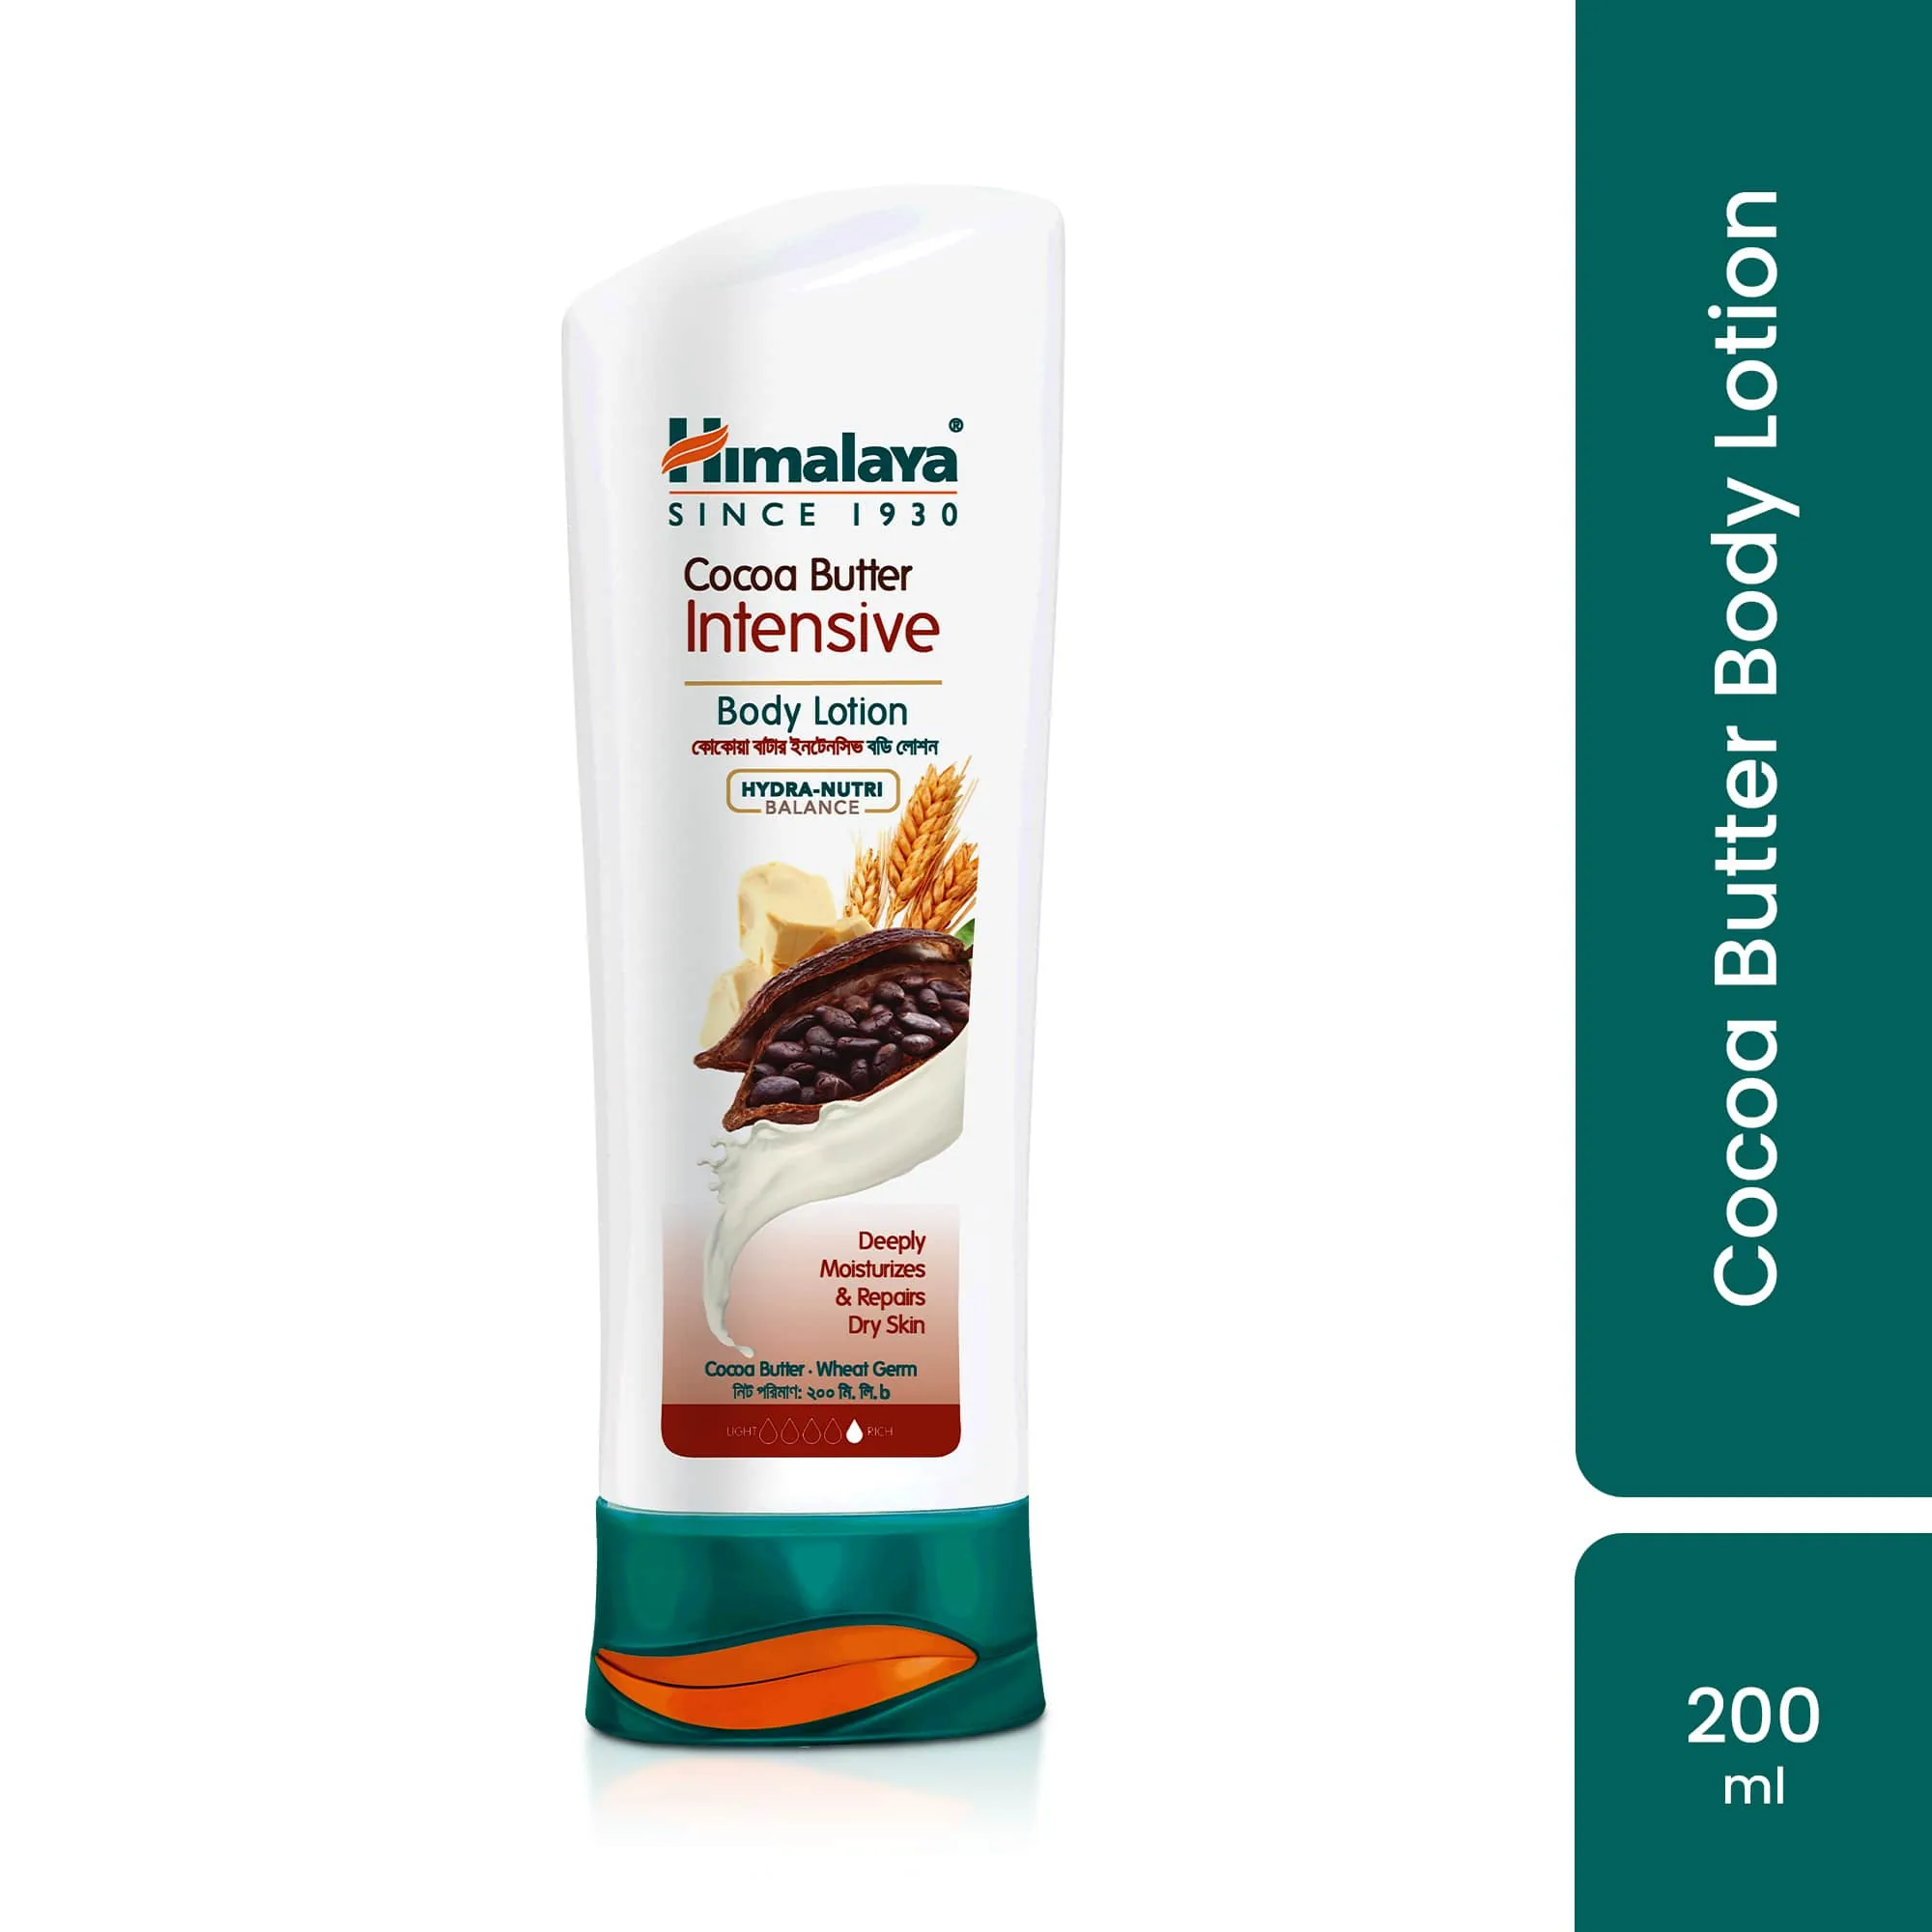 Himalaya®
SINCE 1930
Cocoa Butter
Intensive
Body Lotion
কোকোয়া বাটার ইনটেনসিভ বডি লোশন
HYDRA-NUTRI
BALANCE
Deeply
Moisturizes
& Repairs
Dry Skin
Cocoa Butter · Wheat Germ
নিট পরিমাণ: ২০০ মি. লি. b
LIGHT RICH
Cocoa Butter Body Lotion
200
ml